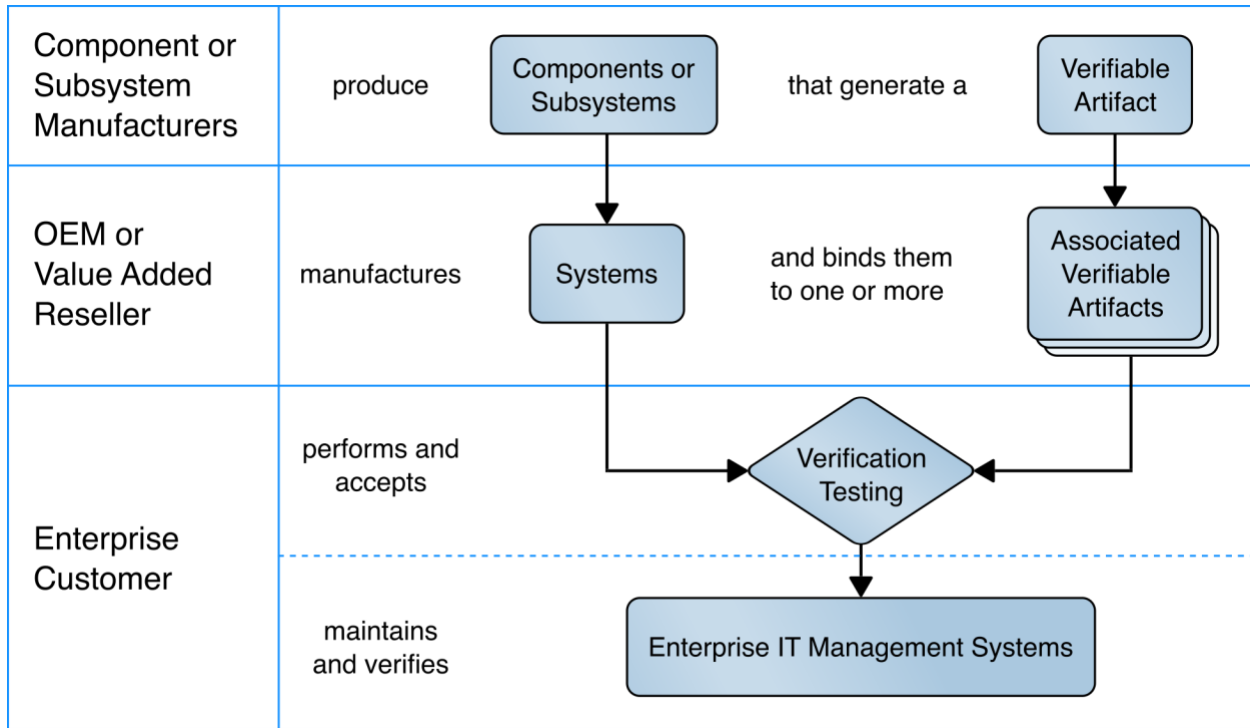 Component or
Subsystem
Manufacturers
produce
Components or
Subsystems
that generate a
Verifiable
Artifact
OEM or
Value Added
Reseller
manufactures
Systems
and binds them
to one or more
Associated
Verifiable
Artifacts
Enterprise
Customer
performs and
accepts
Verification
Testing
maintains
and verifies
Enterprise IT Management Systems